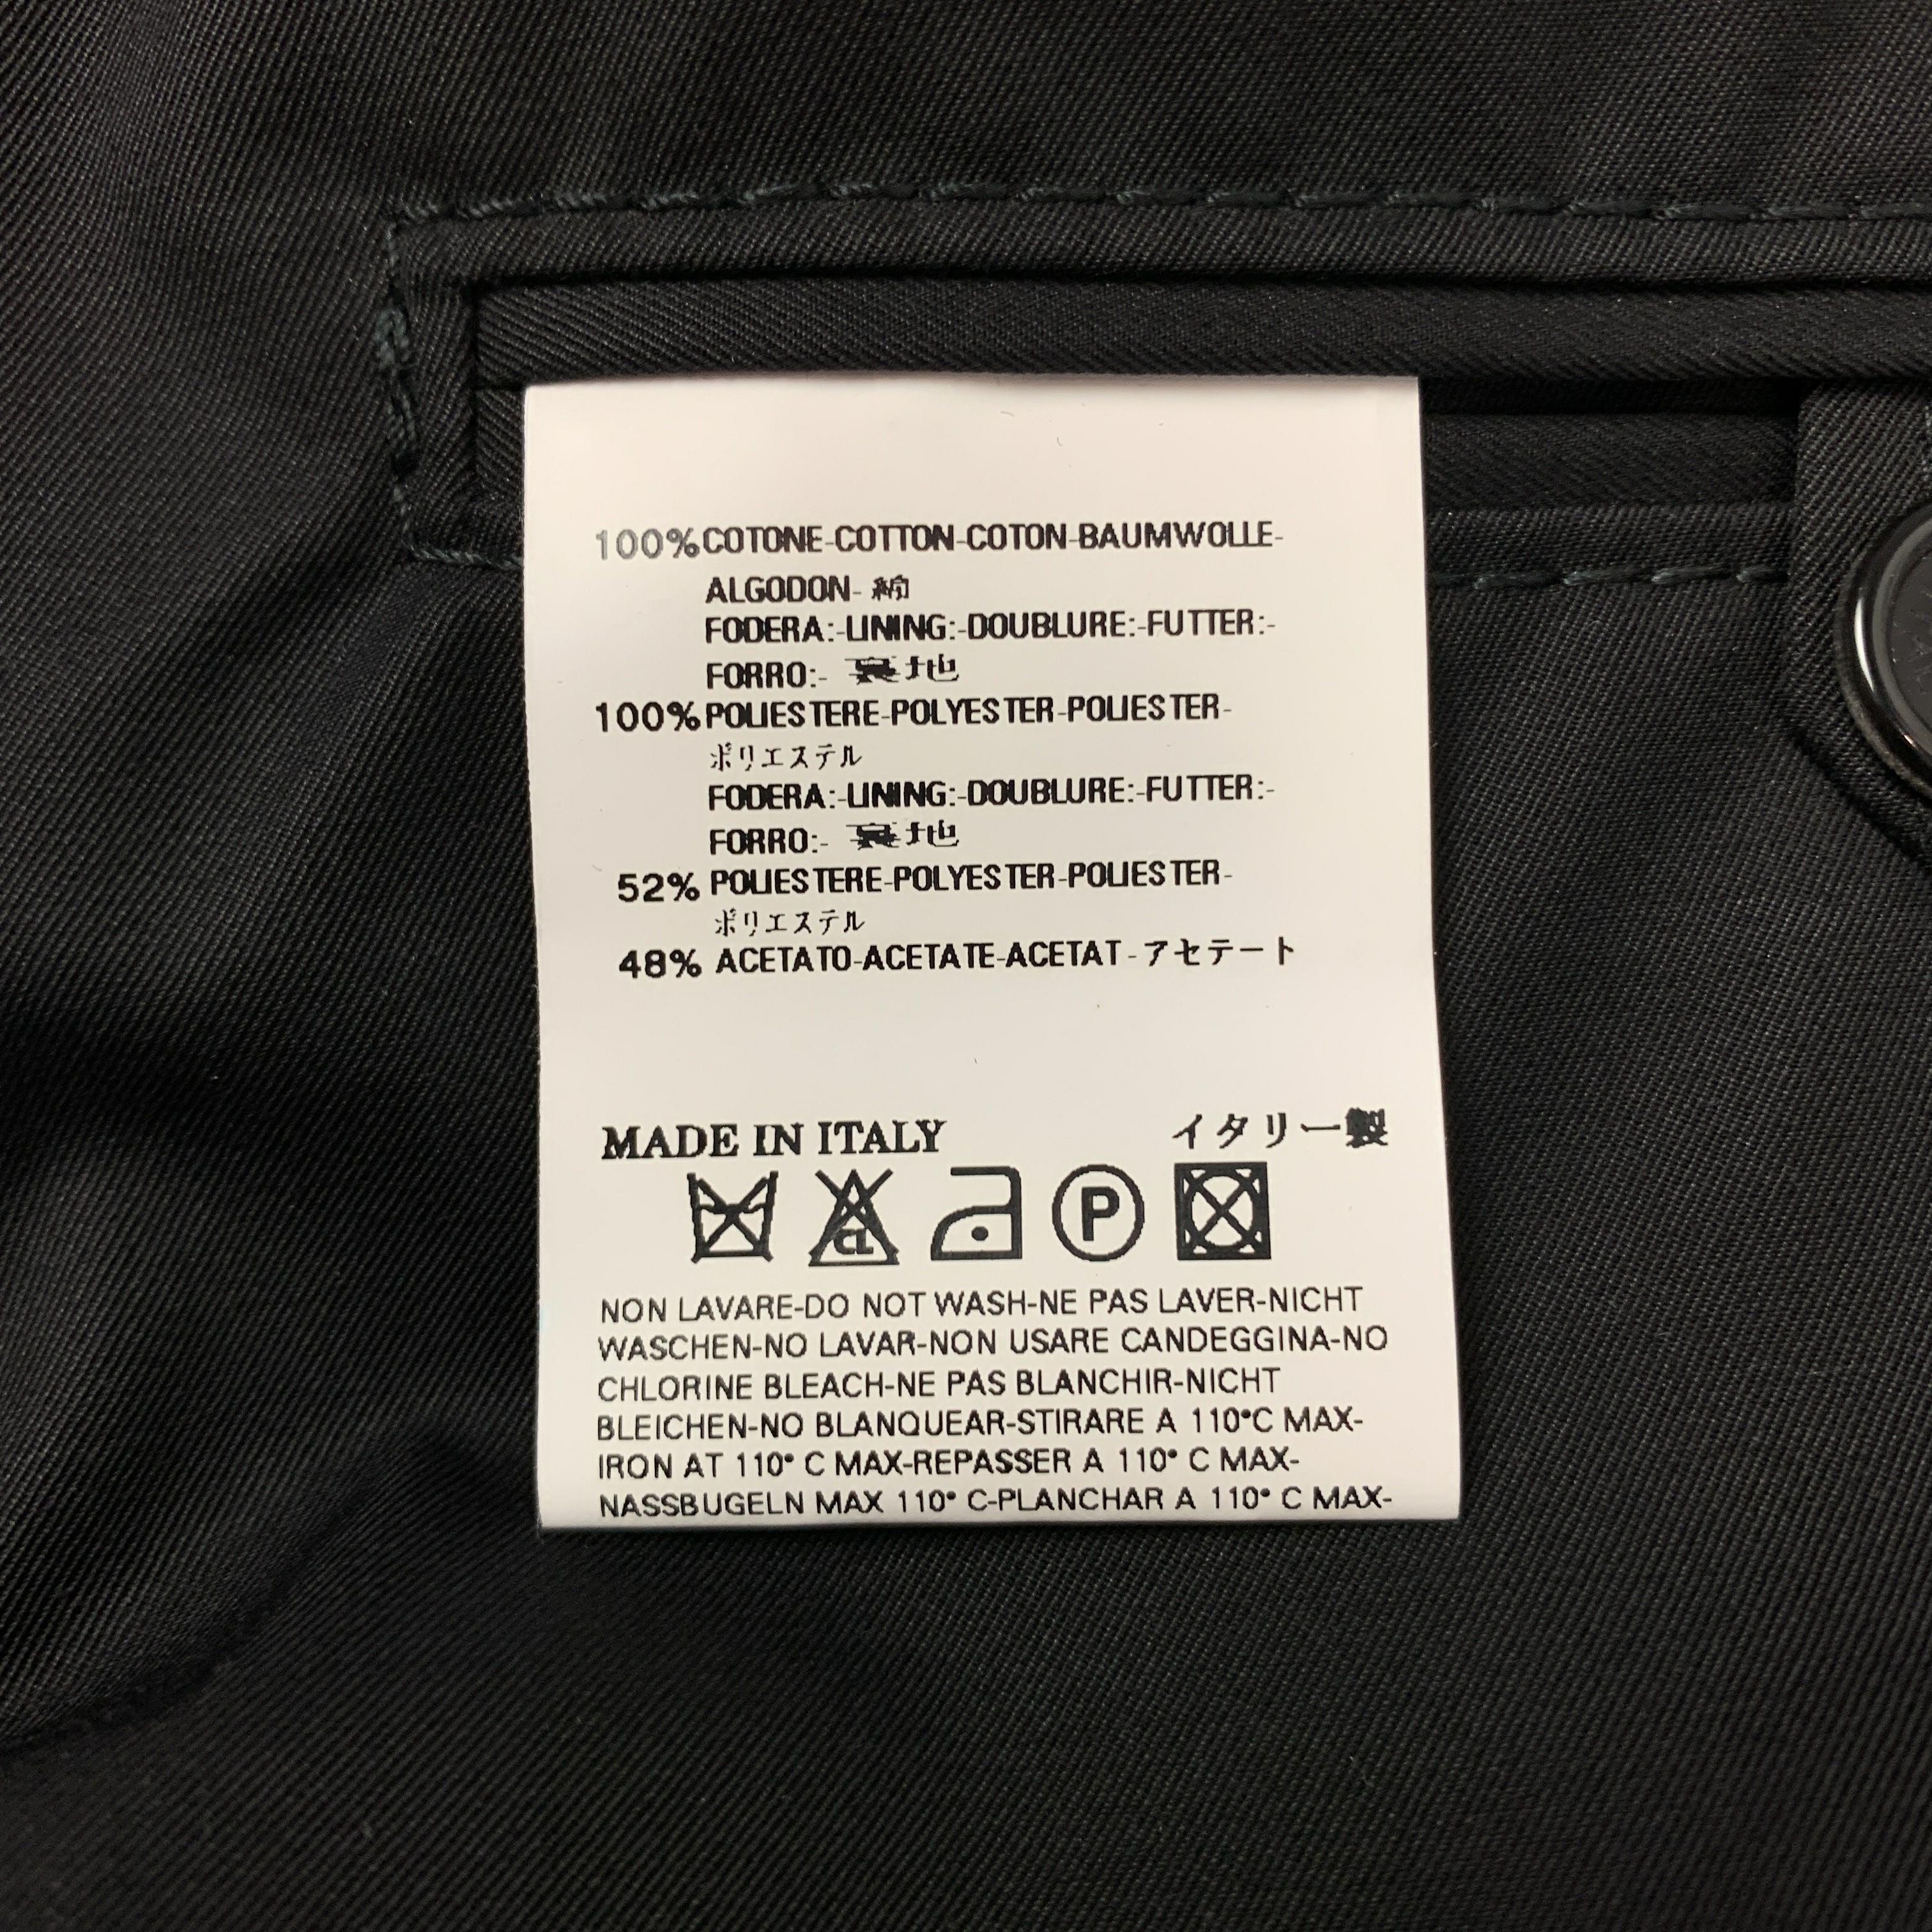 100% COTONE-COTTON-COTON-BAUMWOLLE-
ALGODON- 綿
FODERA:-LINING:-DOUBLURE:-FUTTER:-
FORRO:- 裏地
100% POLIESTERE-POLYESTER-POLIESTER-
ポリエステル
FODERA:-LINING:-DOUBLURE:-FUTTER:-
FORRO:- 裏地
52% POLIESTERE-POLYESTER-POLIESTER-
ポリエステル
48% ACETATO-ACETATE-ACETAT-アセテート
MADE IN ITALY イタリー製
CL P
NON LAVARE-DO NOT WASH-NE PAS LAVER-NICHT
WASCHEN-NO LAVAR-NON USARE CANDEGGINA-NO
CHLORINE BLEACH-NE PAS BLANCHIR-NICHT
BLEICHEN-NO BLANQUEAR-STIRARE A 110°C MAX-
IRON AT 110° C MAX-REPASSER A 110° C MAX-
NASSBUGELN MAX 110° C-PLANCHAR A 110° C MAX-